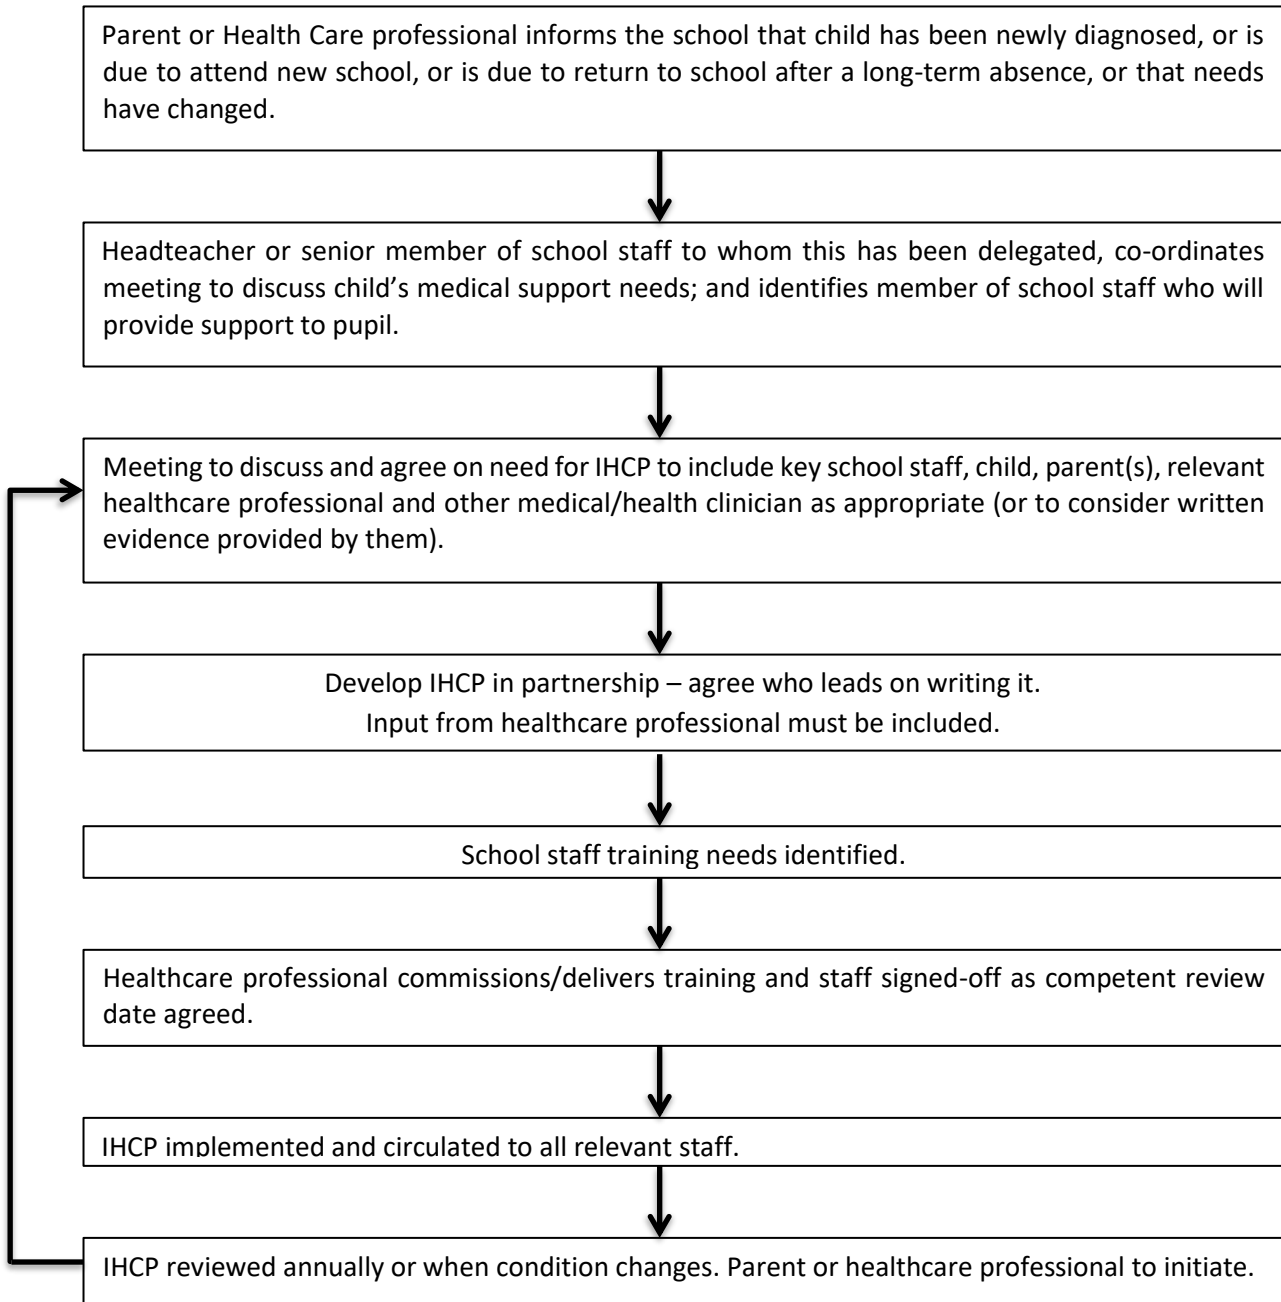 Parent or Health Care professional informs the school that child has been newly diagnosed, or is
due to attend new school, or is due to return to school after a long-term absence, or that needs
have changed.
Headteacher or senior member of school staff to whom this has been delegated, co-ordinates
meeting to discuss child’s medical support needs; and identifies member of school staff who will
provide support to pupil.
Meeting to discuss and agree on need for IHCP to include key school staff, child, parent(s), relevant
healthcare professional and other medical/health clinician as appropriate (or to consider written
evidence provided by them).
Develop IHCP in partnership – agree who leads on writing it.
Input from healthcare professional must be included.
School staff training needs identified.
Healthcare professional commissions/delivers training and staff signed-off as competent review
date agreed.
IHCP implemented and circulated to all relevant staff.
IHCP reviewed annually or when condition changes. Parent or healthcare professional to initiate.